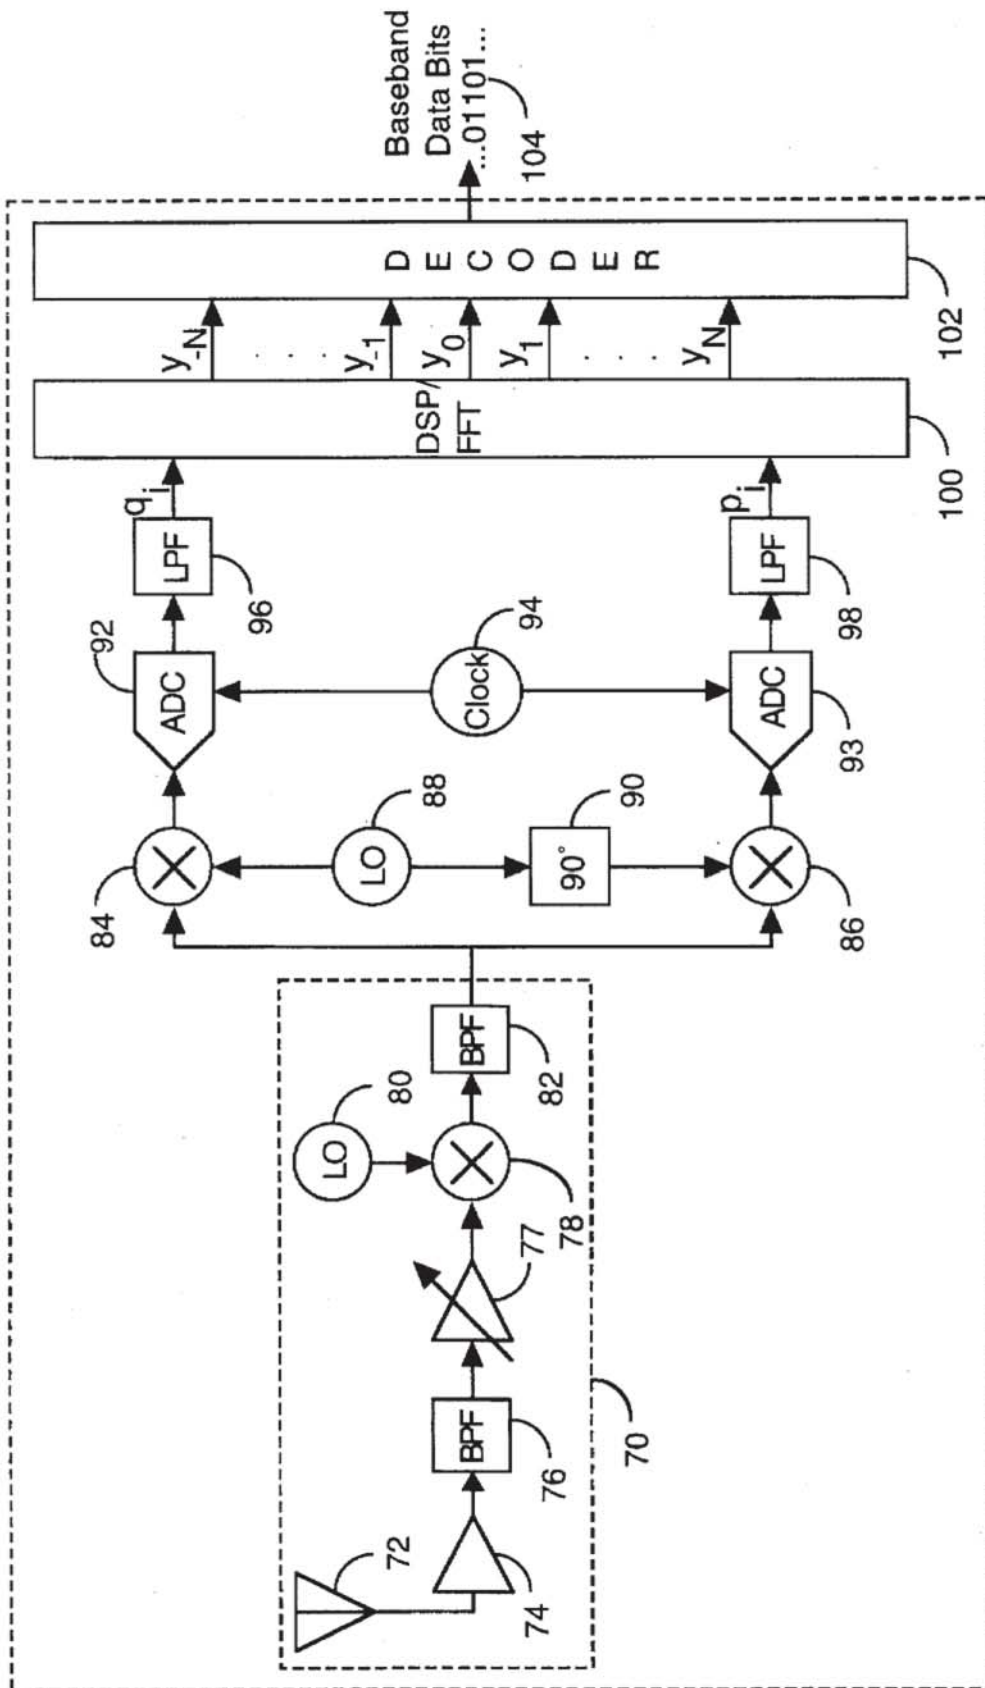 72
74
BPF
76
77
LO
80
78
BPF
82
70
84
LO
88
90°
90
86
92
ADC
Clock
94
ADC
93
LPF
96
LPF
98
qi
pi
DSP/
FFT
100
y-N
. . . .
y-1
y0
y1
. . . .
yN
DECODER
102
Baseband
Data Bits
...01101...
104